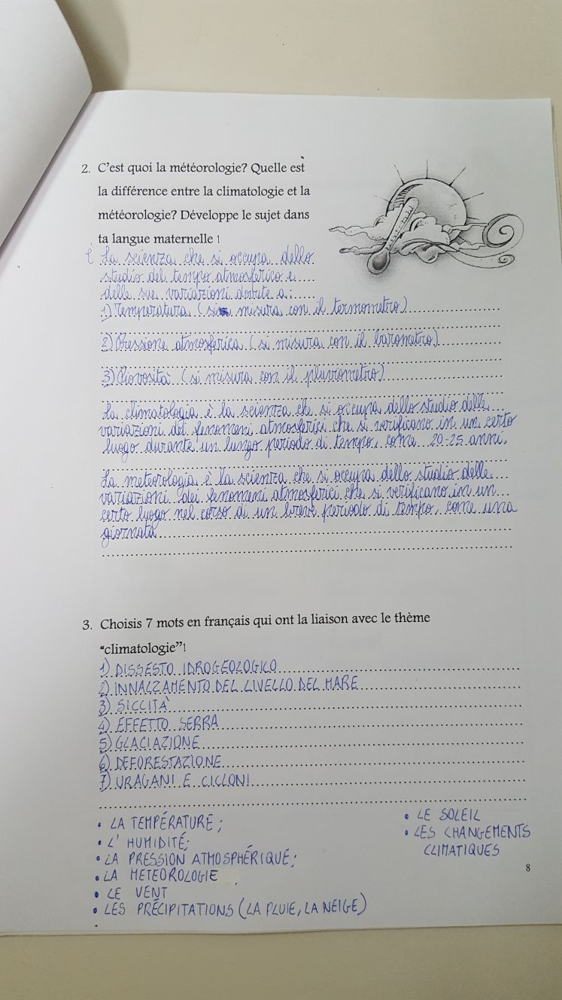 2. C'est quoi la météorologie? Quelle est
la différence entre la climatologie et la
météorologie? Développe le sujet dans
ta langue maternelle !
È la scienza che si occupa dello
studio del tempo atmosferico e
delle sue variazioni dovute a:
1) Temperatura (si misura con il termometro)
2) Pressione atmosferica (si misura con il barometro)
3) Piovosità (si misura con il pluviometro)
La climatologia è la scienza che si occupa dello studio delle
variazioni dei fenomeni atmosferici che si verificano in un certo
luogo durante un lungo periodo di tempo, come 20-25 anni.
La meteorologia è la scienza che si occupa dello studio delle
variazioni dei fenomeni atmosferici che si verificano in un
certo luogo nel corso di un breve periodo di tempo, come una
giornata
3. Choisis 7 mots en français qui ont la liaison avec le thème
“climatologie”!
1) DISSESTO IDROGEOLOGICO
2) INNALZAMENTO DEL LIVELLO DEL MARE
3) SICCITÀ
4) EFFETTO SERRA
5) GLACIAZIONE
6) DEFORESTAZIONE
7) URAGANI E CICLONI
• LA TEMPÉRATURE;
• L'HUMIDITÉ;
• LA PRESSION ATMOSPHÉRIQUE;
• LA METEOROLOGIE
• LE VENT
• LES PRÉCIPITATIONS (LA PLUIE, LA NEIGE)
• LE SOLEIL
• LES CHANGEMENTS
CLIMATIQUES
8